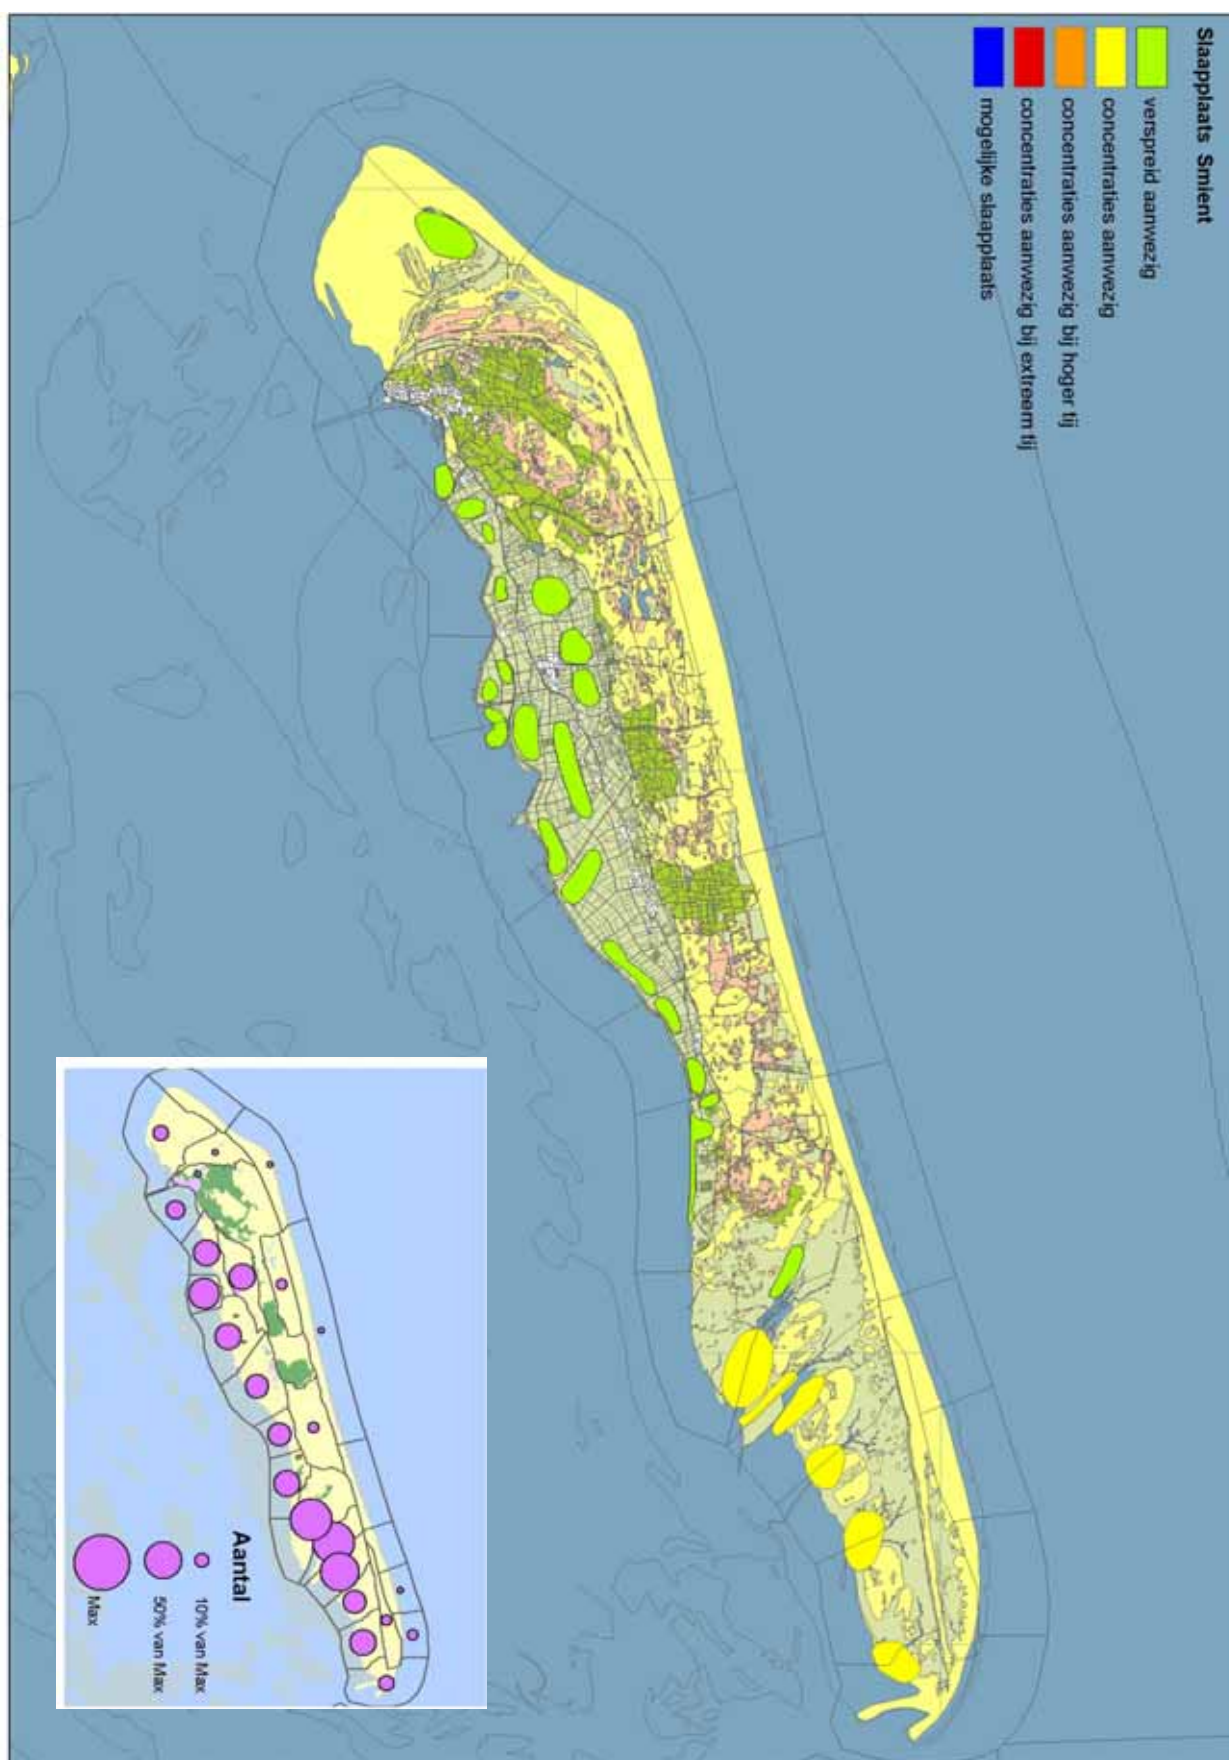 Slaapplaats Smient
verspreid aanwezig
concentraties aanwezig
concentraties aanwezig bij hoger tij
concentraties aanwezig bij extreem tij
mogelijke slaapplaats
Aantal
10% van Max
50% van Max
Max